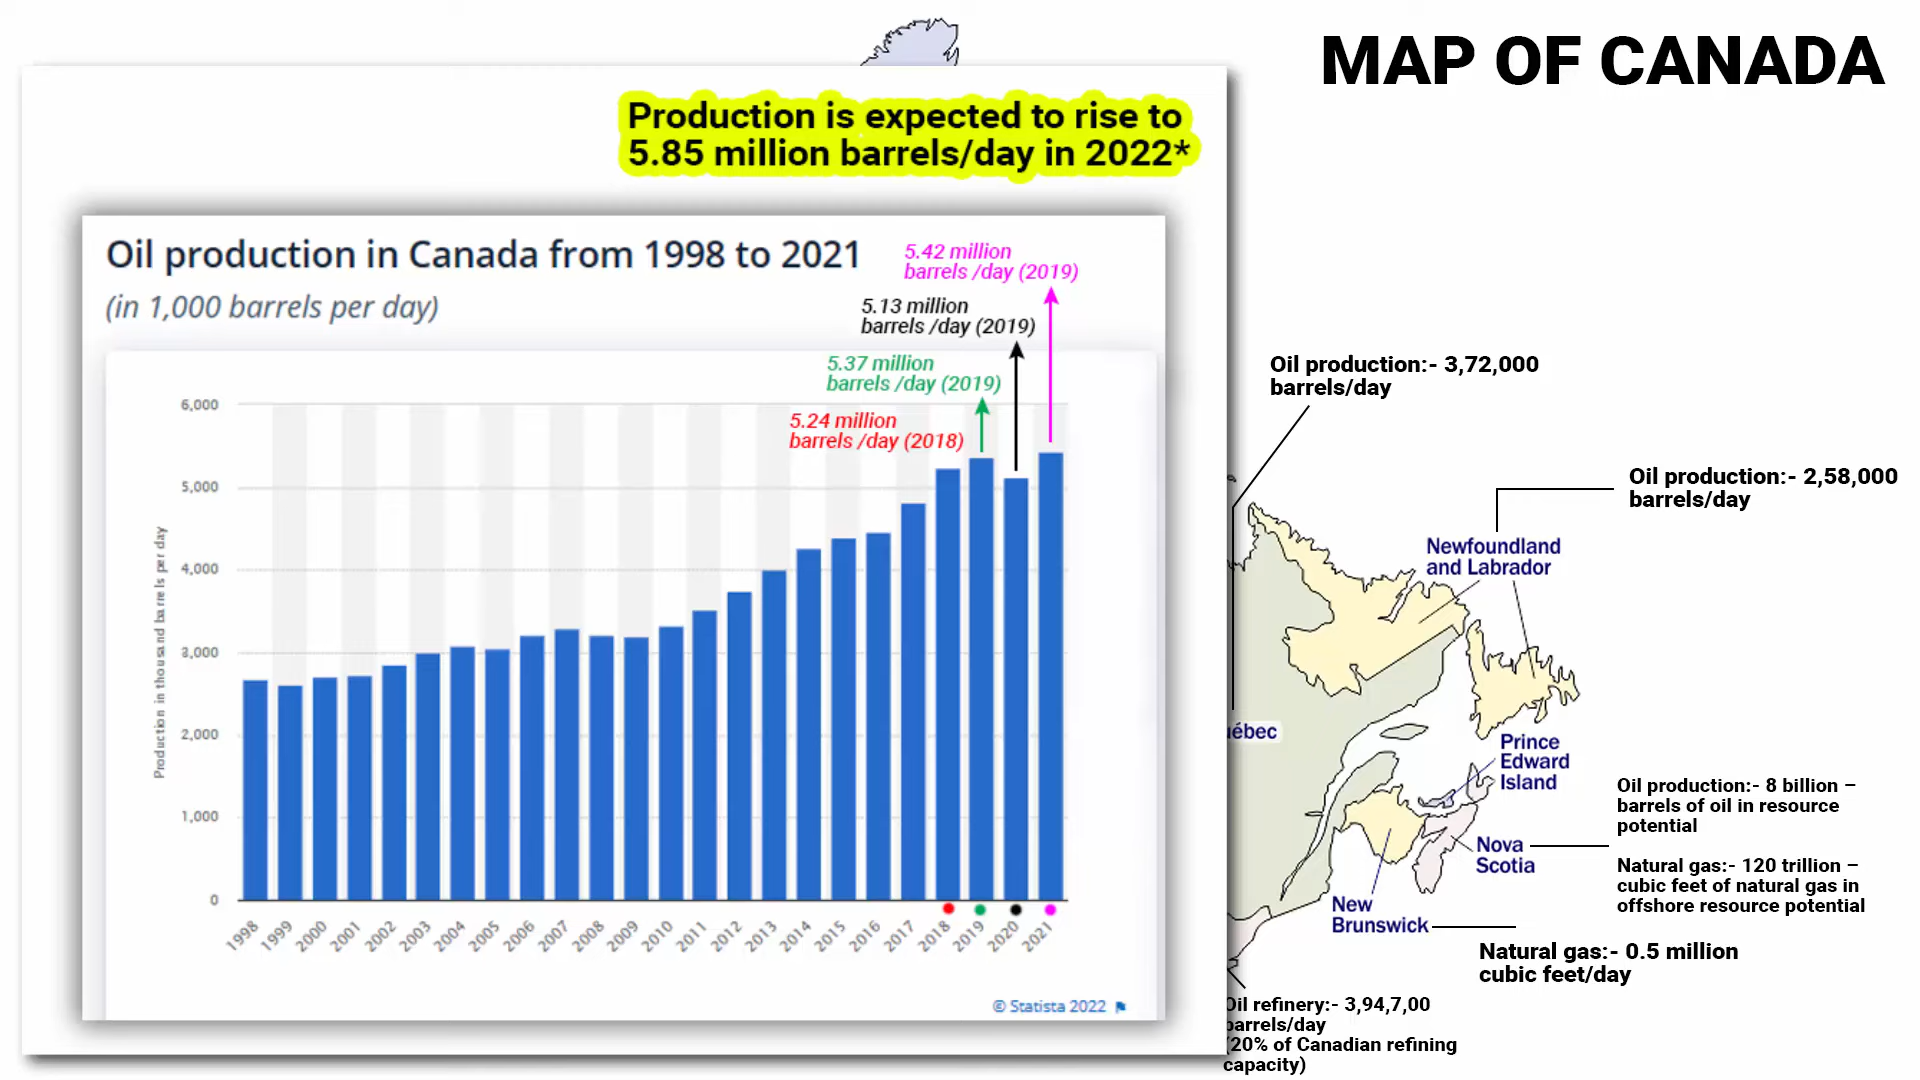 MAP OF CANADA
Production is expected to rise to
5.85 million barrels/day in 2022*
Oil production in Canada from 1998 to 2021
(in 1,000 barrels per day)
5.42 million
barrels /day (2019)
5.13 million
barrels /day (2019)
5.37 million
barrels /day (2019)
5.24 million
barrels /day (2018)
Production in thousand barrels per day
6,000
5,000
4,000
3,000
2,000
1,000
0
1998
1999
2000
2001
2002
2003
2004
2005
2006
2007
2008
2009
2010
2011
2012
2013
2014
2015
2016
2017
2018
2019
2020
2021
© Statista 2022
Oil production:- 3,72,000
barrels/day
Oil production:- 2,58,000
barrels/day
Newfoundland
and Labrador
uébec
Prince
Edward
Island
Oil production:- 8 billion –
barrels of oil in resource
potential
Nova
Scotia
Natural gas:- 120 trillion –
cubic feet of natural gas in
offshore resource potential
New
Brunswick
Natural gas:- 0.5 million
cubic feet/day
Oil refinery:- 3,94,7,00
barrels/day
(20% of Canadian refining
capacity)